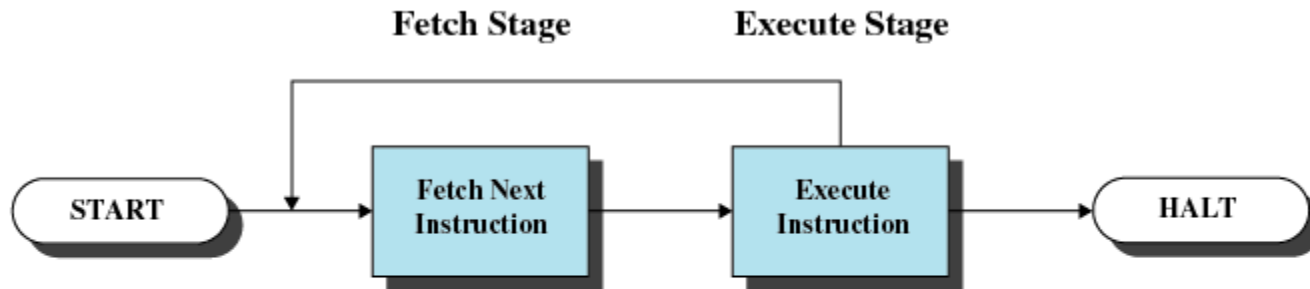 Fetch Stage
Execute Stage
START
Fetch Next
Instruction
Execute
Instruction
HALT